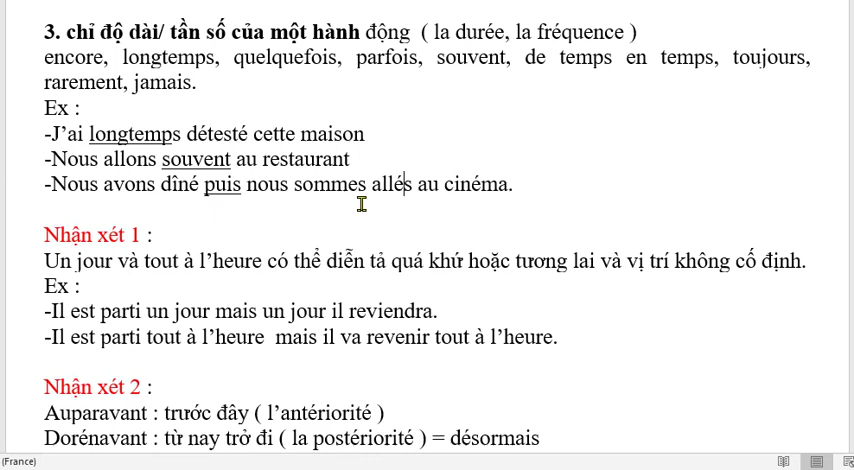 3. chỉ độ dài/ tần số của một hành động ( la durée, la fréquence )
encore, longtemps, quelquefois, parfois, souvent, de temps en temps, toujours,
rarement, jamais.
Ex :
-J’ai longtemps détesté cette maison
-Nous allons souvent au restaurant
-Nous avons dîné puis nous sommes allés au cinéma.
Nhận xét 1 :
Un jour và tout à l’heure có thể diễn tả quá khứ hoặc tương lai và vị trí không cố định.
Ex :
-Il est parti un jour mais un jour il reviendra.
-Il est parti tout à l’heure mais il va revenir tout à l’heure.
Nhận xét 2 :
Auparavant : trước đây ( l’antériorité )
Dorénavant : từ nay trở đi ( la postériorité ) = désormais
(France)